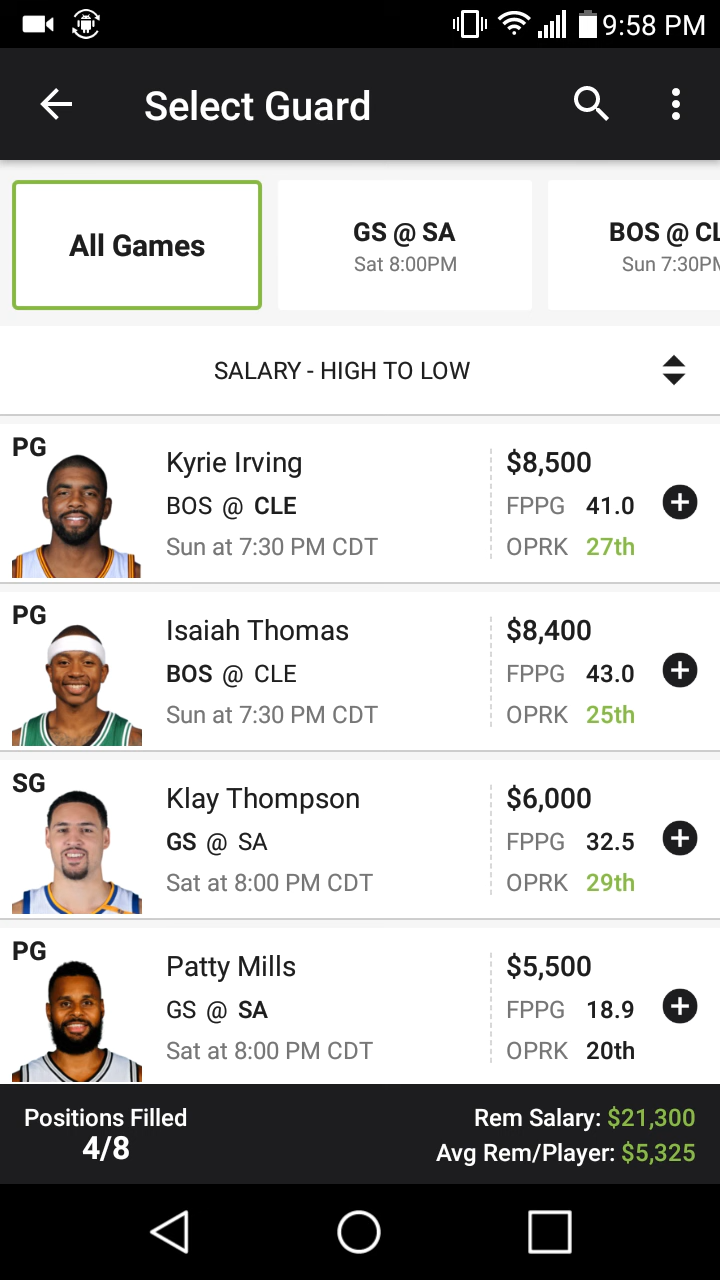 9:58 PM
Select Guard
All Games
GS @ SA
Sat 8:00PM
BOS @ CL
Sun 7:30PM
SALARY - HIGH TO LOW
PG
Kyrie Irving
$8,500
BOS @ CLE
FPPG 41.0
Sun at 7:30 PM CDT
OPRK 27th
PG
Isaiah Thomas
$8,400
BOS @ CLE
FPPG 43.0
Sun at 7:30 PM CDT
OPRK 25th
SG
Klay Thompson
$6,000
GS @ SA
FPPG 32.5
Sat at 8:00 PM CDT
OPRK 29th
PG
Patty Mills
$5,500
GS @ SA
FPPG 18.9
Sat at 8:00 PM CDT
OPRK 20th
Positions Filled
4/8
Rem Salary: $21,300
Avg Rem/Player: $5,325